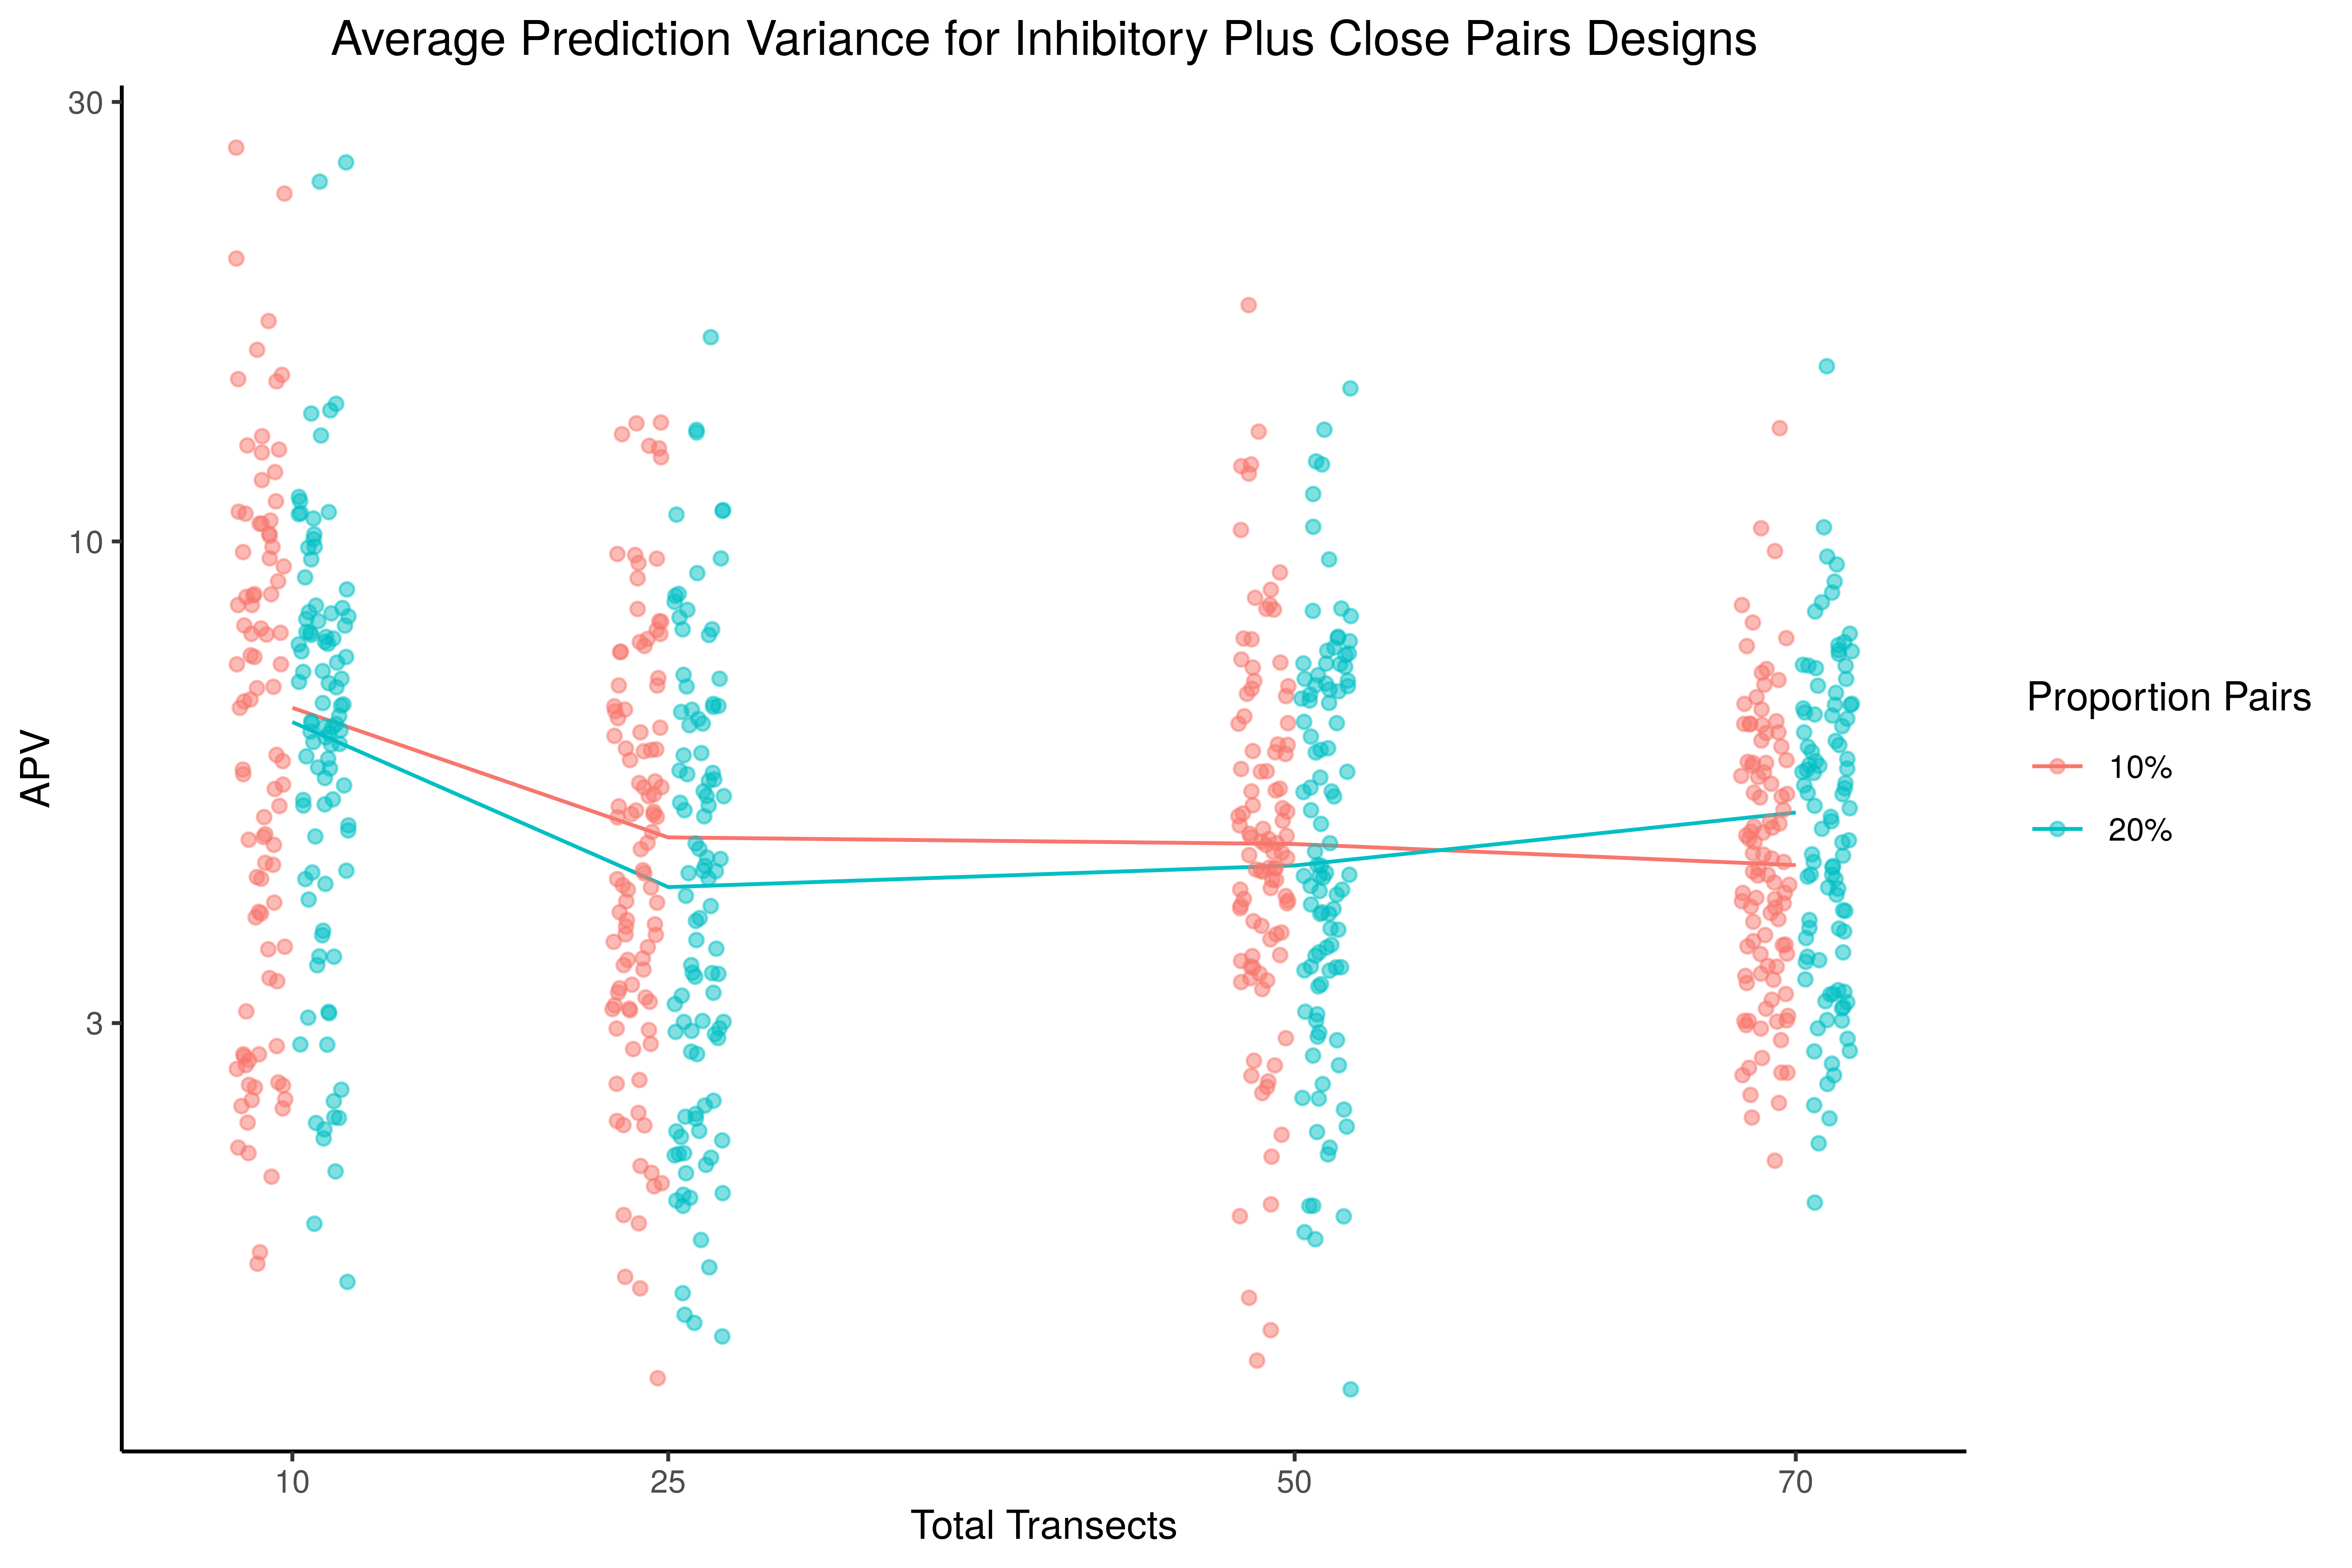 Average Prediction Variance for Inhibitory Plus Close Pairs Designs
30
10
3
APV
10 25 50 70
Total Transects
Proportion Pairs
10%
20%